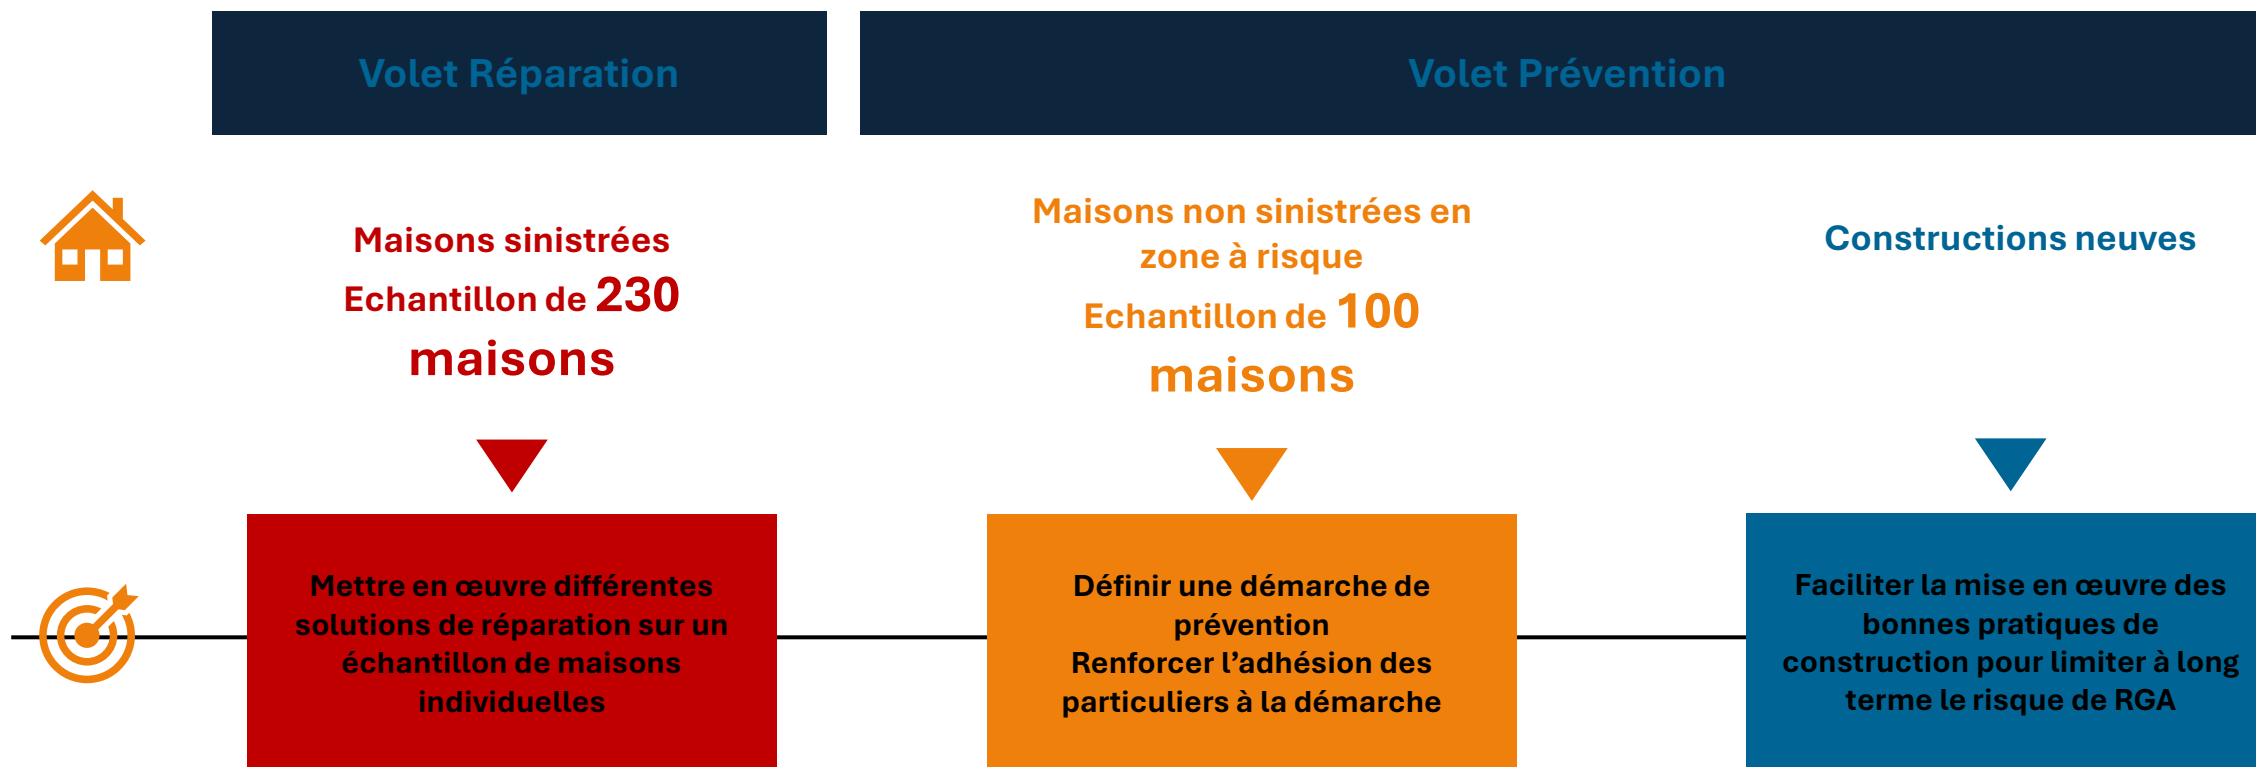 Volet Réparation
Volet Prévention
Maisons sinistrées
Echantillon de 230
maisons
Maisons non sinistrées en
zone à risque
Echantillon de 100
maisons
Constructions neuves
Mettre en œuvre différentes
solutions de réparation sur un
échantillon de maisons
individuelles
Définir une démarche de
prévention
Renforcer l’adhésion des
particuliers à la démarche
Faciliter la mise en œuvre des
bonnes pratiques de
construction pour limiter à long
terme le risque de RGA